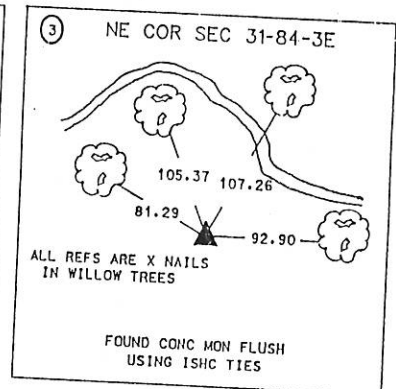 3 NE COR SEC 31-84-3E
105.37 107.26
81.29
92.90
ALL REFS ARE X NAILS
IN WILLOW TREES
FOUND CONC MON FLUSH
USING ISHC TIES